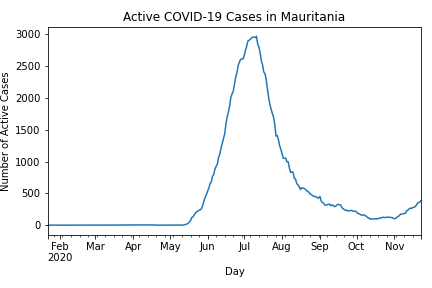 Active COVID-19 Cases in Mauritania
Number of Active Cases
3000
2500
2000
1500
1000
500
0
Feb Mar Apr May Jun Jul Aug Sep Oct Nov
2020
Day